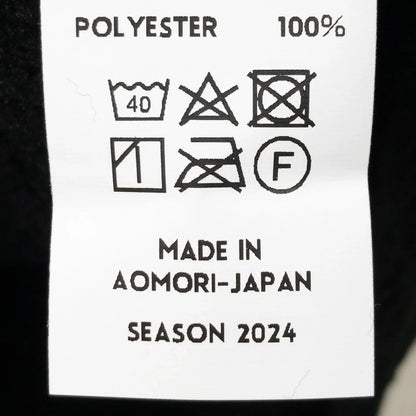 POLYESTER 100%
40
F
MADE IN
AOMORI-JAPAN
SEASON 2024